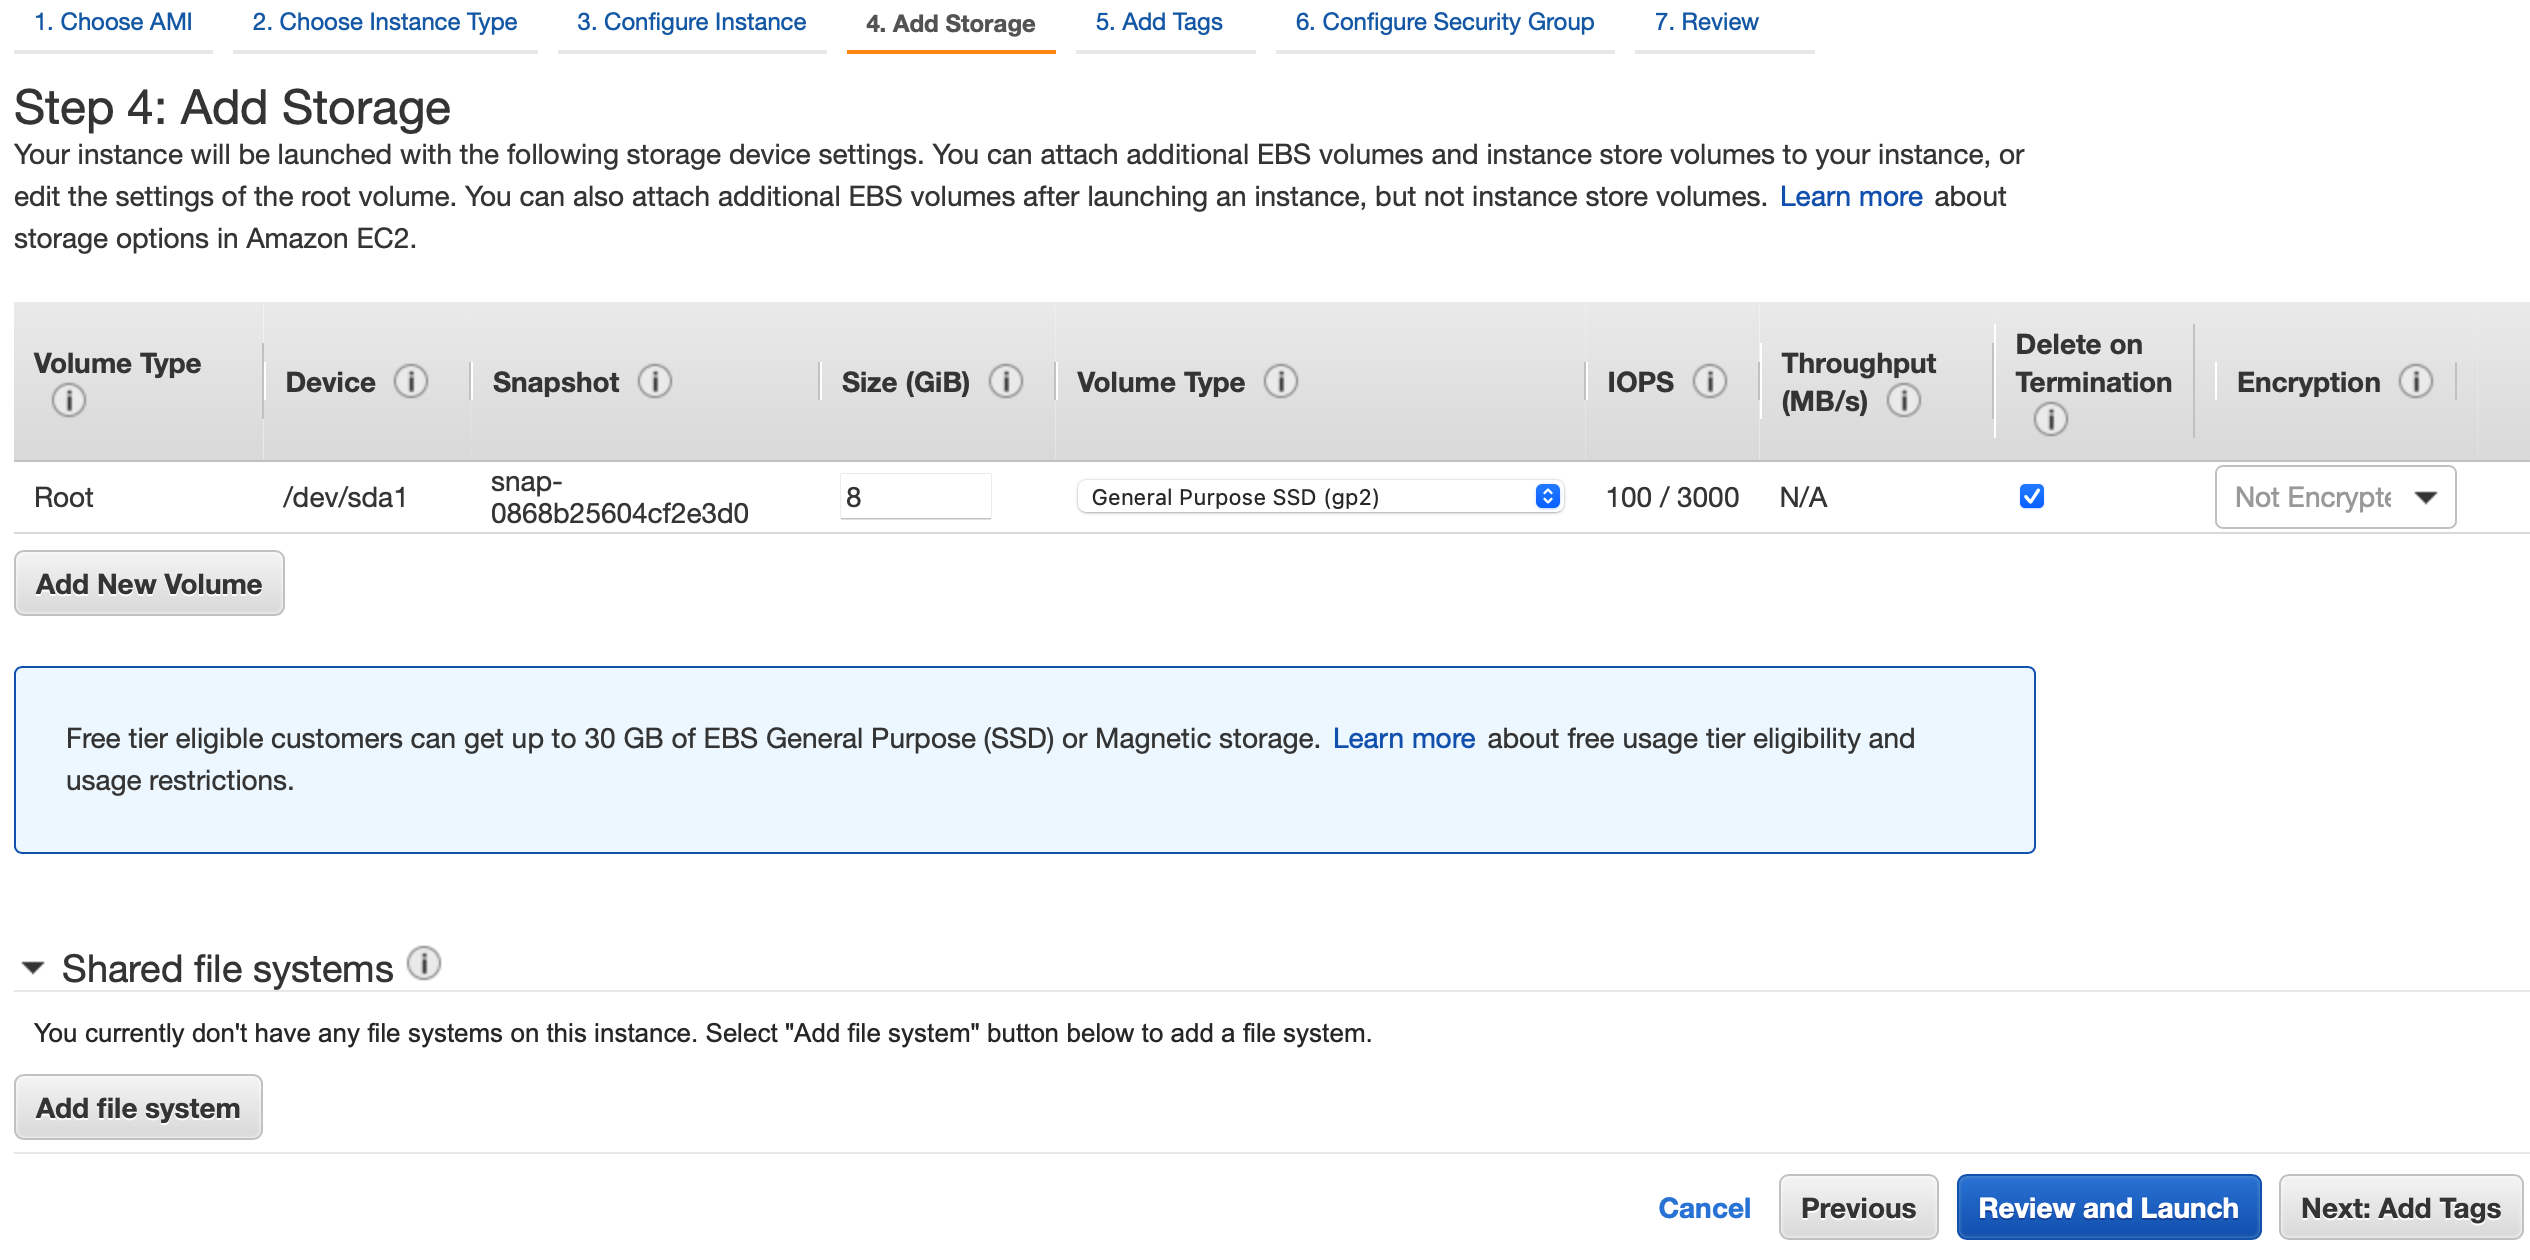 1. Choose AMI 2. Choose Instance Type 3. Configure Instance 4. Add Storage 5. Add Tags 6. Configure Security Group 7. Review
Step 4: Add Storage
Your instance will be launched with the following storage device settings. You can attach additional EBS volumes and instance store volumes to your instance, or
edit the settings of the root volume. You can also attach additional EBS volumes after launching an instance, but not instance store volumes. Learn more about
storage options in Amazon EC2.
Volume Type Device Snapshot Size (GiB) Volume Type IOPS Throughput (MB/s) Delete on Termination Encryption
Root /dev/sda1 snap-0868b25604cf2e3d0 8 General Purpose SSD (gp2) 100 / 3000 N/A Not Encrypte
Add New Volume
Free tier eligible customers can get up to 30 GB of EBS General Purpose (SSD) or Magnetic storage. Learn more about free usage tier eligibility and
usage restrictions.
Shared file systems
You currently don't have any file systems on this instance. Select "Add file system" button below to add a file system.
Add file system
Cancel Previous Review and Launch Next: Add Tags